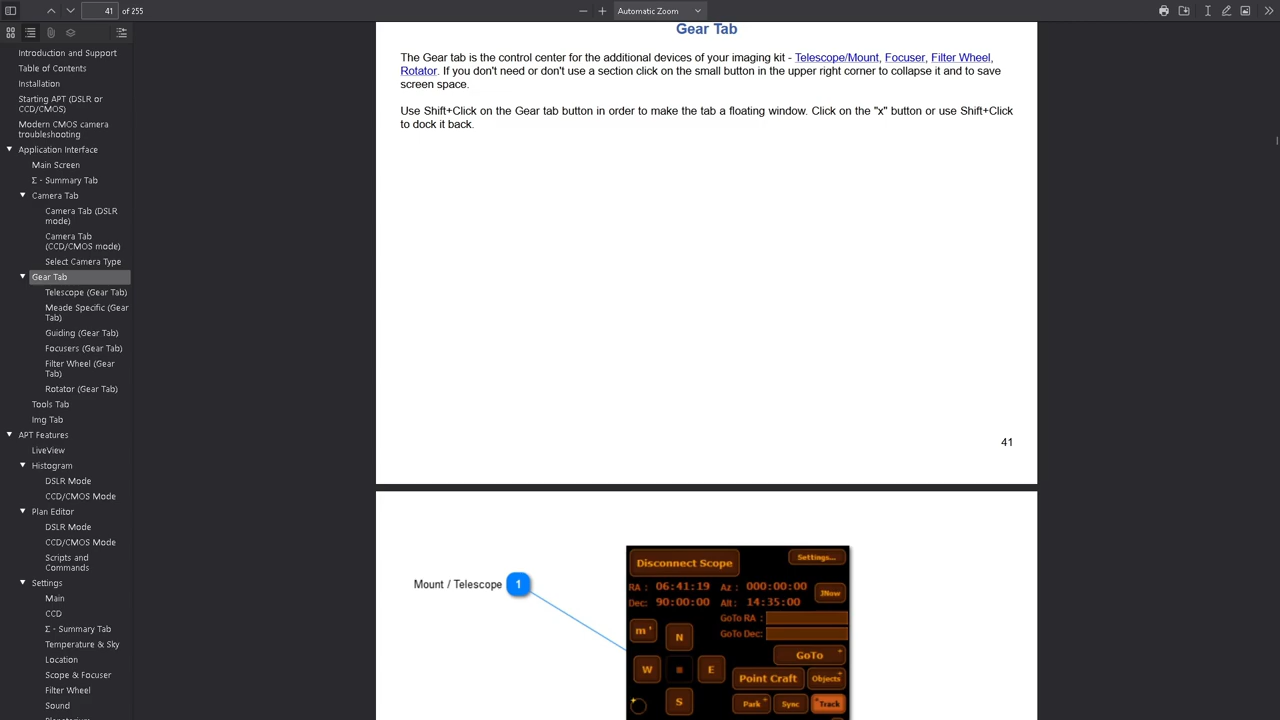 41
of 255
Automatic Zoom
Introduction and Support
Table of Contents
Installation
Starting APT (DSLR or
CCD/CMOS)
Modern CMOS camera
troubleshooting
Application Interface
Main Screen
Σ - Summary Tab
Camera Tab
Camera Tab (DSLR
mode)
Camera Tab
(CCD/CMOS mode)
Select Camera Type
Gear Tab
Telescope (Gear Tab)
Meade Specific (Gear
Tab)
Guiding (Gear Tab)
Focusers (Gear Tab)
Filter Wheel (Gear
Tab)
Rotator (Gear Tab)
Tools Tab
Img Tab
APT Features
LiveView
Histogram
DSLR Mode
CCD/CMOS Mode
Plan Editor
DSLR Mode
CCD/CMOS Mode
Scripts and
Commands
Settings
Main
CCD
Σ - Summary Tab
Temperature & Sky
Location
Scope & Focuser
Filter Wheel
Sound
Gear Tab
The Gear tab is the control center for the additional devices of your imaging kit - Telescope/Mount, Focuser, Filter Wheel,
Rotator. If you don't need or don't use a section click on the small button in the upper right corner to collapse it and to save
screen space.
Use Shift+Click on the Gear tab button in order to make the tab a floating window. Click on the "x" button or use Shift+Click
to dock it back.
41
Mount / Telescope 1
Disconnect Scope Settings...
RA : 06:41:19 Az : 000:00:00
JNow
Dec: 90:00:00 Alt: 14:35:00
GoTo RA :
m+ N GoTo Dec:
GoTo
W E Point Craft Objects
S Park Sync Track